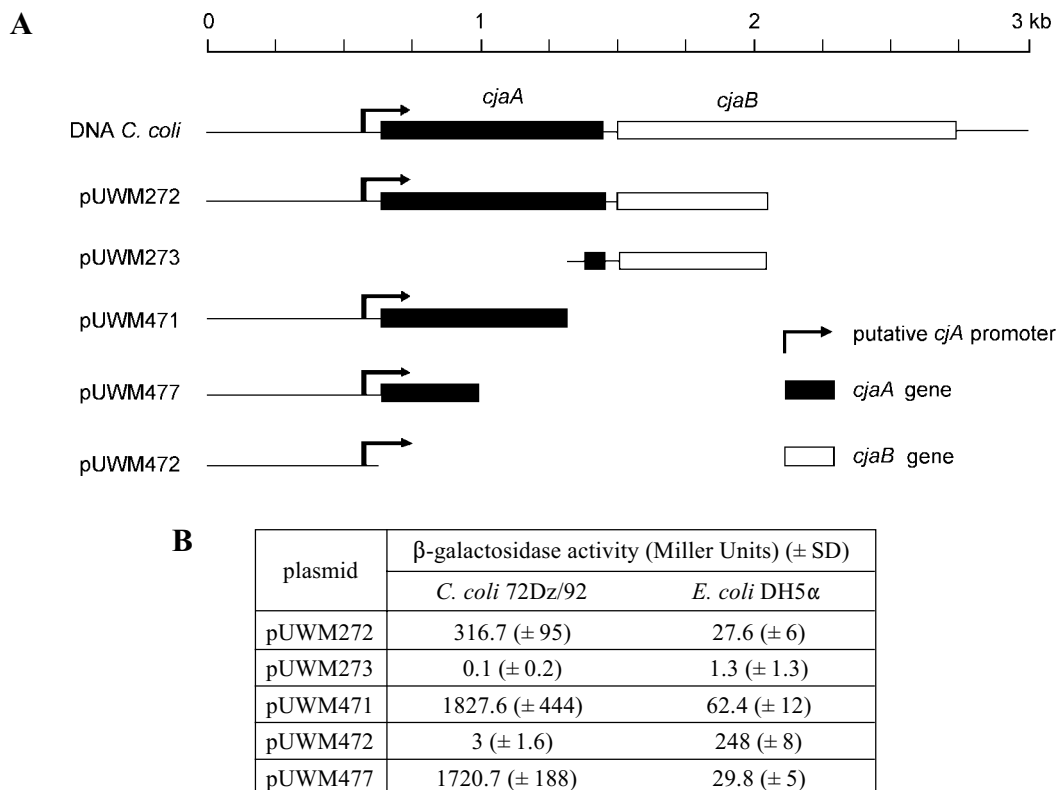 A
0 1 2 3 kb
cjaA cjaB
DNA C. coli
pUWM272
pUWM273
pUWM471
putative cjA promoter
pUWM477
cjaA gene
cjaB gene
pUWM472
B
plasmid
β-galactosidase activity (Miller Units) (± SD)
C. coli 72Dz/92 E. coli DH5α
pUWM272 316.7 (± 95) 27.6 (± 6)
pUWM273 0.1 (± 0.2) 1.3 (± 1.3)
pUWM471 1827.6 (± 444) 62.4 (± 12)
pUWM472 3 (± 1.6) 248 (± 8)
pUWM477 1720.7 (± 188) 29.8 (± 5)